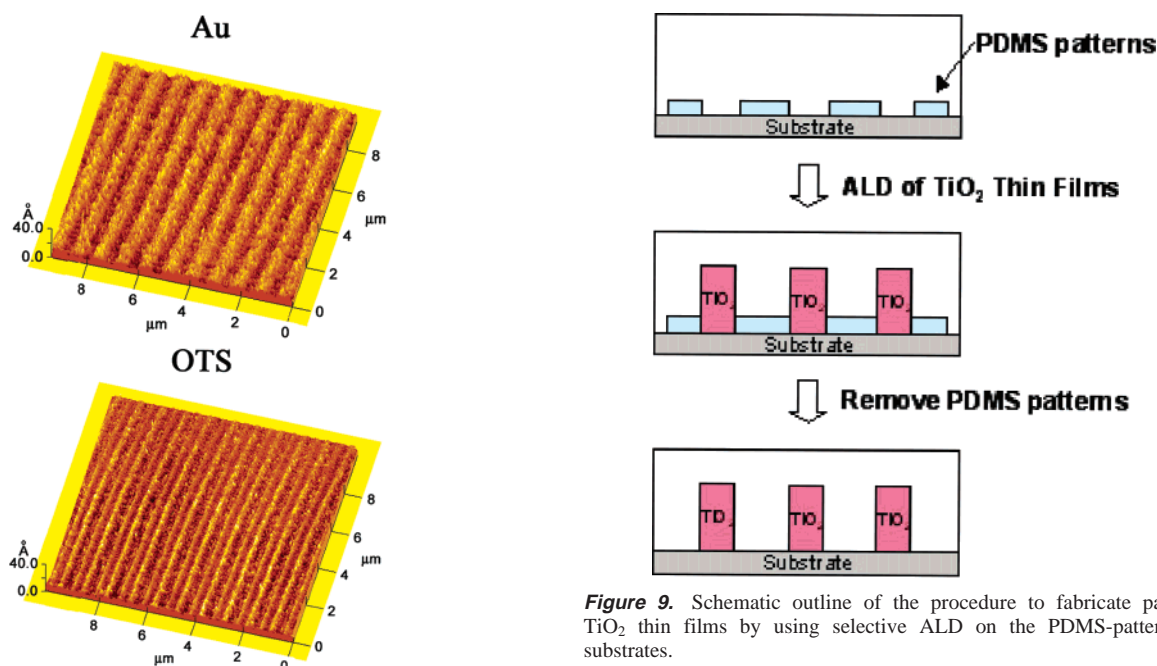 Au
Å
40.0
0.0
8
6
4
2
0
μm
8
6
4
2
0
μm
OTS
Å
40.0
0.0
8
6
4
2
0
μm
8
6
4
2
0
μm
PDMS patterns
Substrate
ALD of TiO₂ Thin Films
TiO₂ TiO₂ TiO₂
Substrate
Remove PDMS patterns
TiO₂ TiO₂ TiO₂
Substrate
Figure 9. Schematic outline of the procedure to fabricate
TiO₂ thin films by using selective ALD on the
substrates.